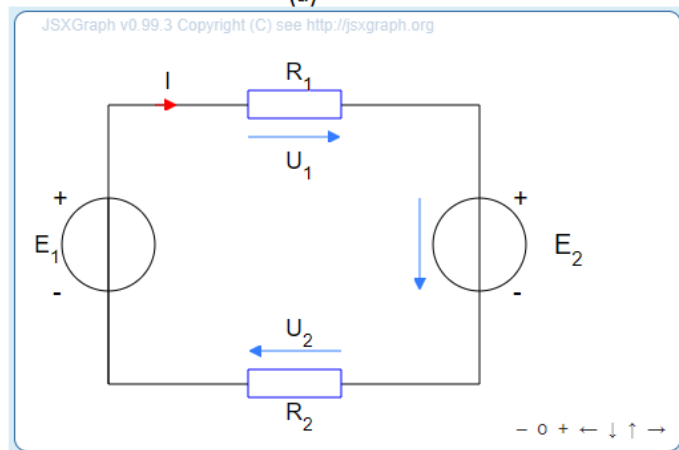 JSXGraph v0.99.3 Copyright (C) see http://jsxgraph.org
I
R1
U1
+ +
E1 E2
- -
U2
R2
– o + ← ↓ ↑ →